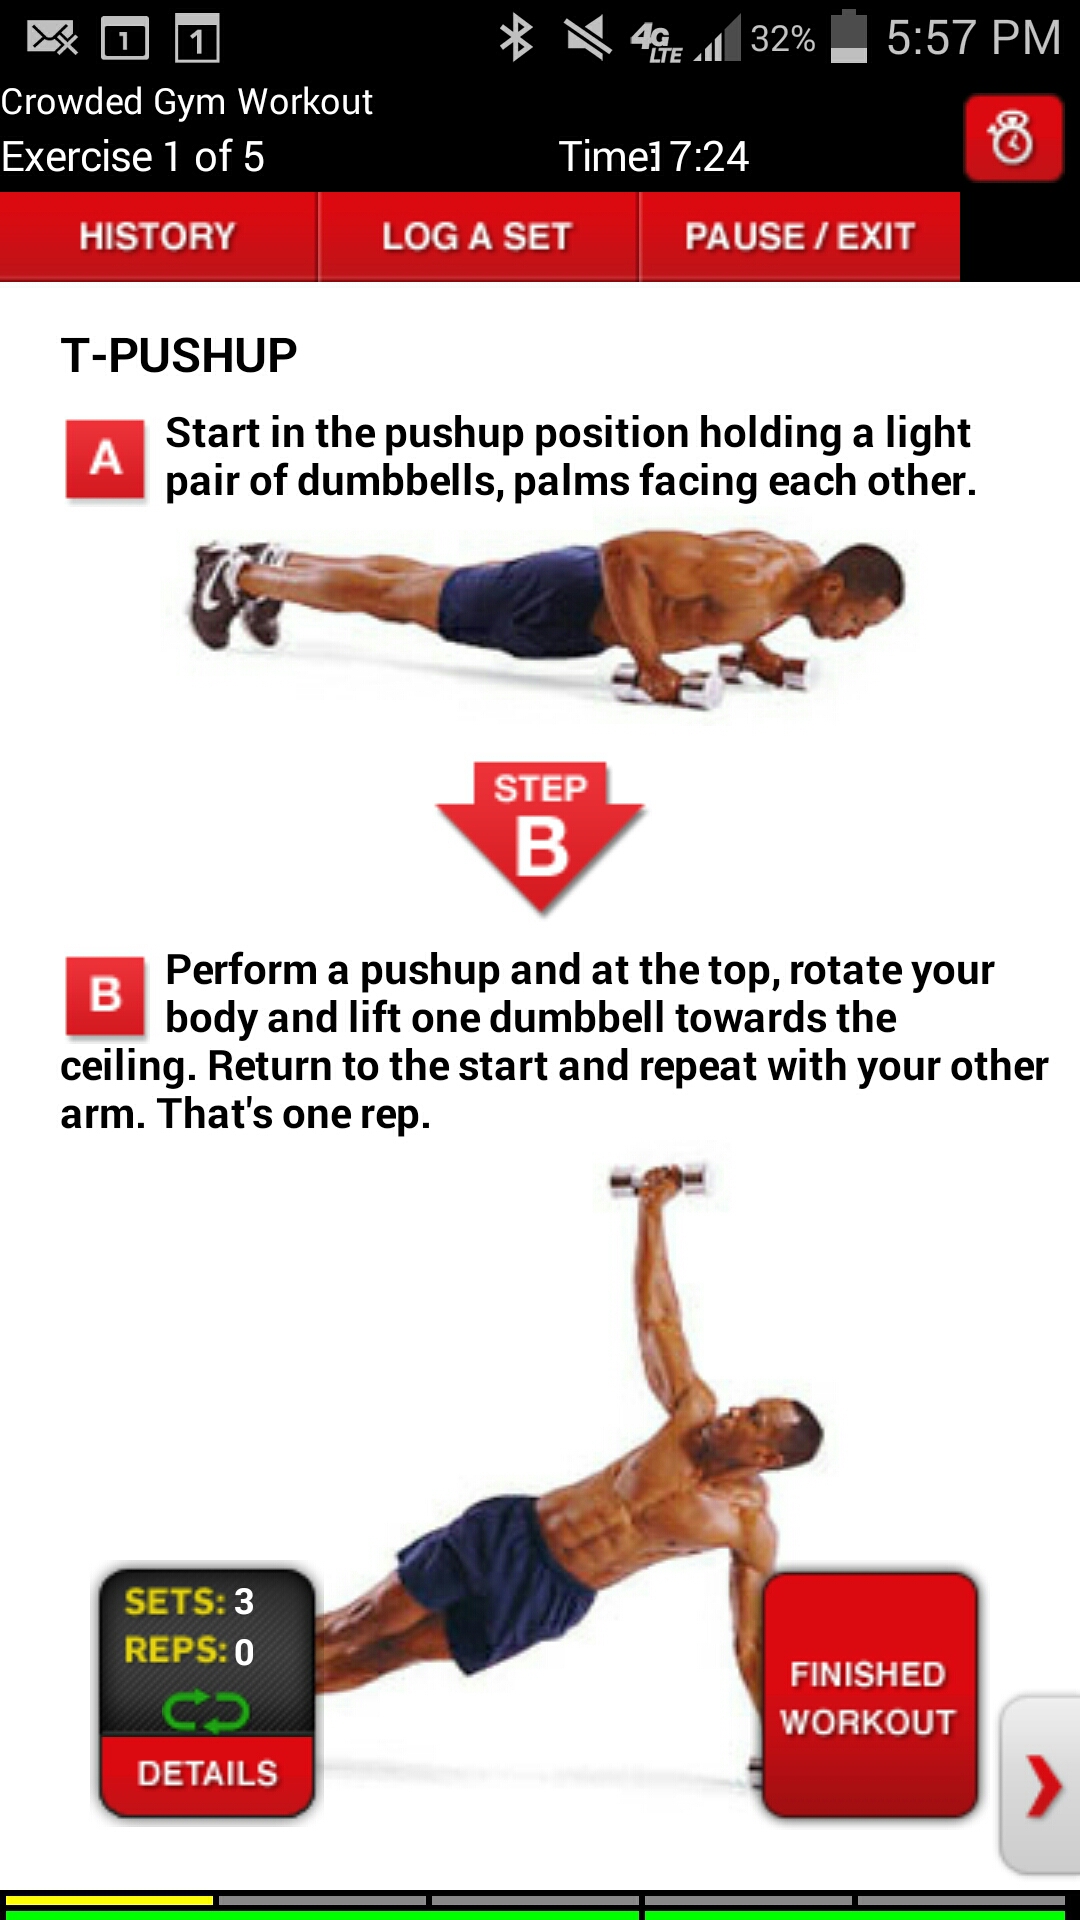 1 1 4G LTE 32% 5:57 PM
Crowded Gym Workout
Exercise 1 of 5 Time:17:24
HISTORY LOG A SET PAUSE / EXIT
T-PUSHUP
A Start in the pushup position holding a light
pair of dumbbells, palms facing each other.
STEP
B
B Perform a pushup and at the top, rotate your
body and lift one dumbbell towards the
ceiling. Return to the start and repeat with your other
arm. That's one rep.
SETS: 3
REPS: 0
DETAILS
FINISHED
WORKOUT